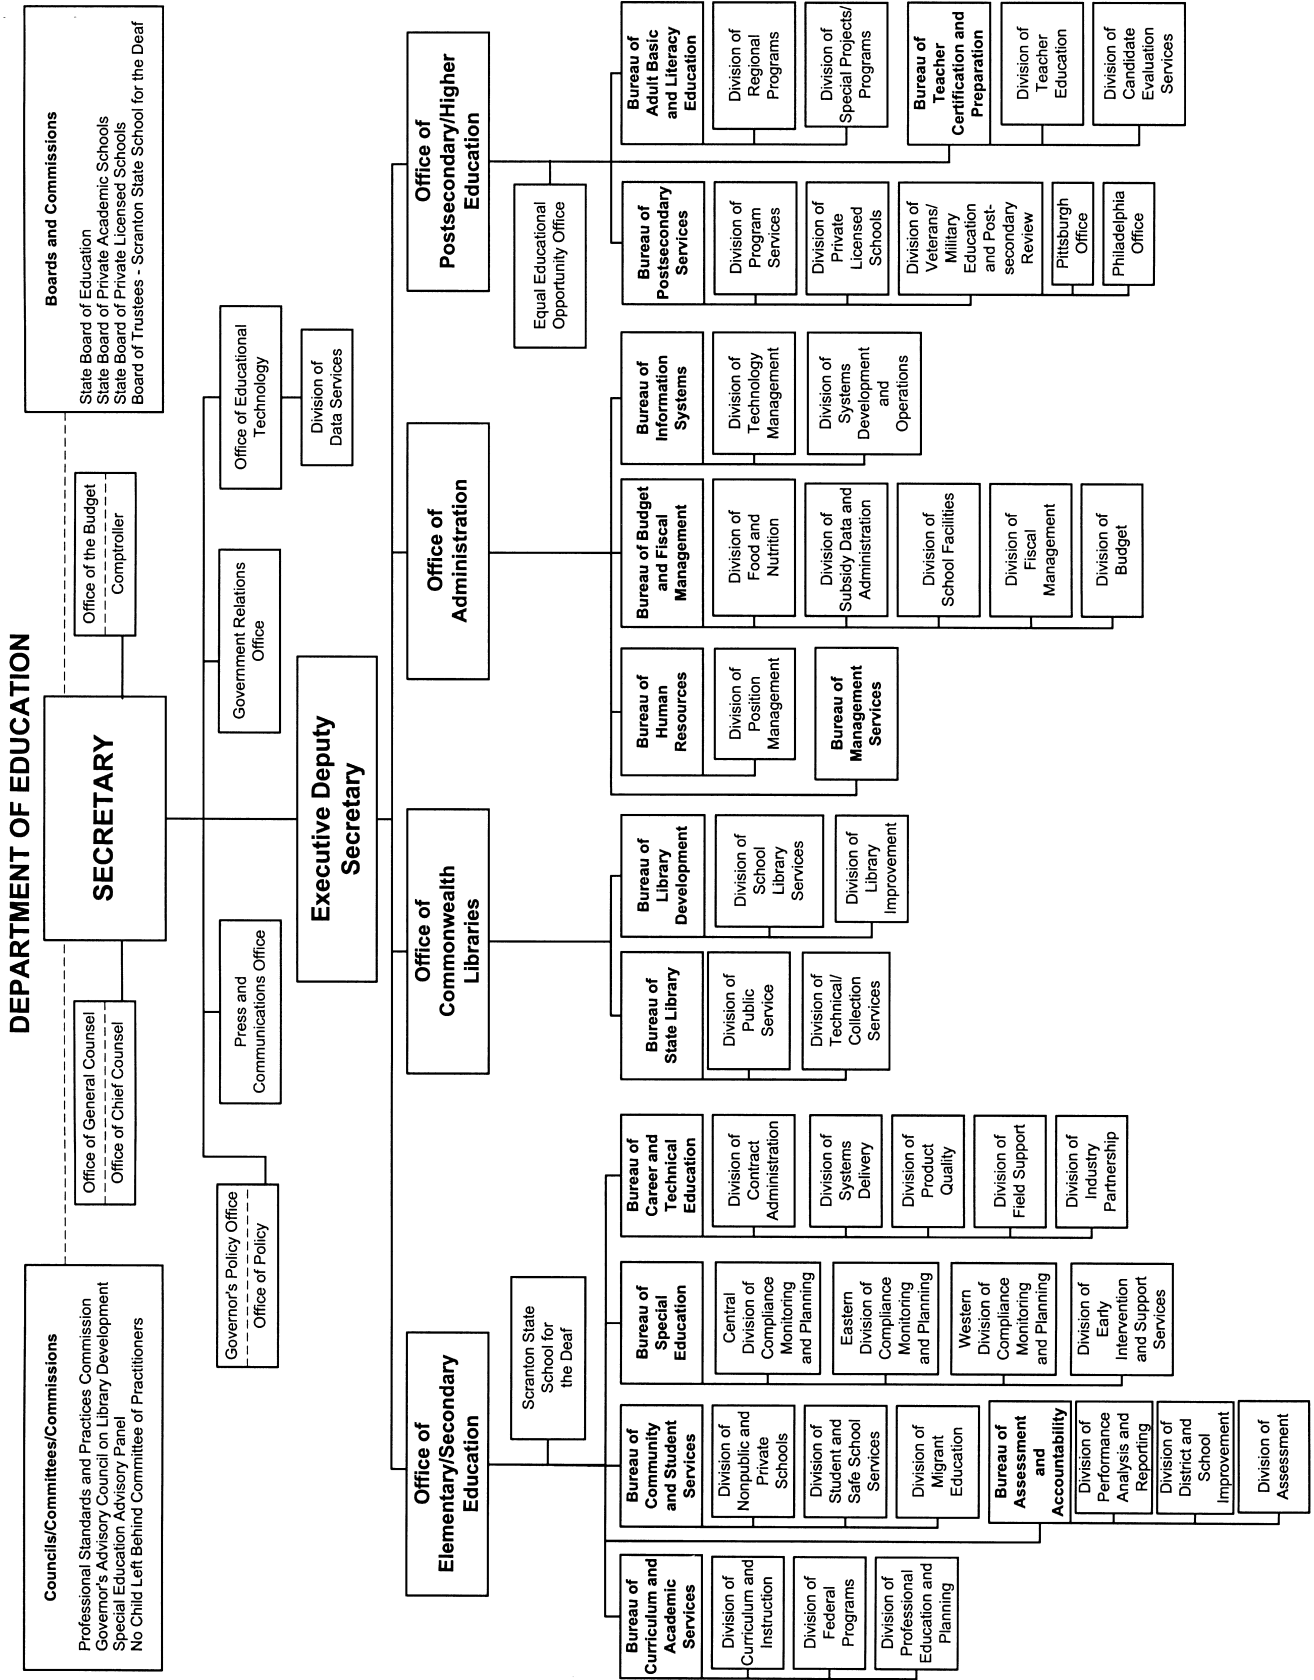 DEPARTMENT OF EDUCATION
Councils/Committees/Commissions
Professional Standards and Practices Commission
Governor's Advisory Council on Library Development
Special Education Advisory Panel
No Child Left Behind Committee of Practitioners
Office of General Counsel
Office of Chief Counsel
SECRETARY
Office of the Budget
Comptroller
Boards and Commissions
State Board of Education
State Board of Private Academic Schools
State Board of Private Licensed Schools
Board of Trustees - Scranton State School for the Deaf
Governor's Policy Office
Office of Policy
Press and
Communications Office
Government Relations
Office
Office of Educational
Technology
Division of
Data Services
Executive Deputy
Secretary
Office of
Elementary/Secondary
Education
Office of
Commonwealth
Libraries
Office of
Administration
Office of
Postsecondary/Higher
Education
Scranton State
School for
the Deaf
Equal Educational
Opportunity Office
Bureau of
Curriculum and
Academic
Services
Division of
Curriculum and
Instruction
Division of
Federal
Programs
Division of
Professional
Education and
Planning
Bureau of
Community
and Student
Services
Division of
Nonpublic and
Private
Schools
Division of
Student and
Safe School
Services
Division of
Migrant
Education
Bureau of
Assessment
and
Accountability
Division of
Performance
Analysis and
Reporting
Division of
District and
School
Improvement
Division of
Assessment
Bureau of
Special
Education
Central
Division of
Compliance
Monitoring
and Planning
Eastern
Division of
Compliance
Monitoring
and Planning
Western
Division of
Compliance
Monitoring
and Planning
Division of
Early
Intervention
and Support
Services
Bureau of
Career and
Technical
Education
Division of
Contract
Administration
Division of
Systems
Delivery
Division of
Product
Quality
Division of
Field Support
Division of
Industry
Partnership
Bureau of
State Library
Division of
Public
Service
Division of
Technical/
Collection
Services
Bureau of
Library
Development
Division of
School
Library
Services
Division of
Library
Improvement
Bureau of
Human
Resources
Division of
Position
Management
Bureau of
Management
Services
Bureau of Budget
and Fiscal
Management
Division of
Food and
Nutrition
Division of
Subsidy Data and
Administration
Division of
School Facilities
Division of
Fiscal
Management
Division of
Budget
Bureau of
Information
Systems
Division of
Technology
Management
Division of
Systems
Development
and
Operations
Bureau of
Postsecondary
Services
Division of
Program
Services
Division of
Private
Licensed
Schools
Division of
Veterans/
Military
Education
and Post-
secondary
Review
Pittsburgh
Office
Philadelphia
Office
Bureau of
Adult Basic
and Literacy
Education
Division of
Regional
Programs
Division of
Special Projects/
Programs
Bureau of
Teacher
Certification and
Preparation
Division of
Teacher
Education
Division of
Candidate
Evaluation
Services